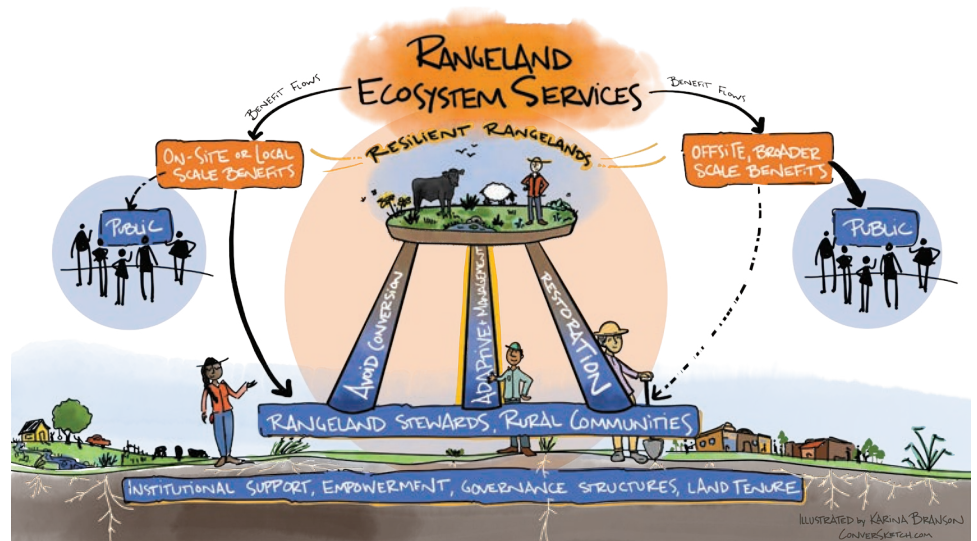 RANGELAND
ECOSYSTEM SERVICES
BENEFIT FLOWS
BENEFIT FLOWS
RESILIENT RANGELANDS
ON-SITE OR LOCAL
SCALE BENEFITS
OFFSITE, BROADER
SCALE BENEFITS
PUBLIC
PUBLIC
AVOID CONVERSION
ADAPTIVE + MANAGEMENT
RESTORATION
RANGELAND STEWARDS, RURAL COMMUNITIES
INSTITUTIONAL SUPPORT, EMPOWERMENT, GOVERNANCE STRUCTURES, LAND TENURE
ILLUSTRATED by KARINA BRANSON
CONVERSKETCH.COM